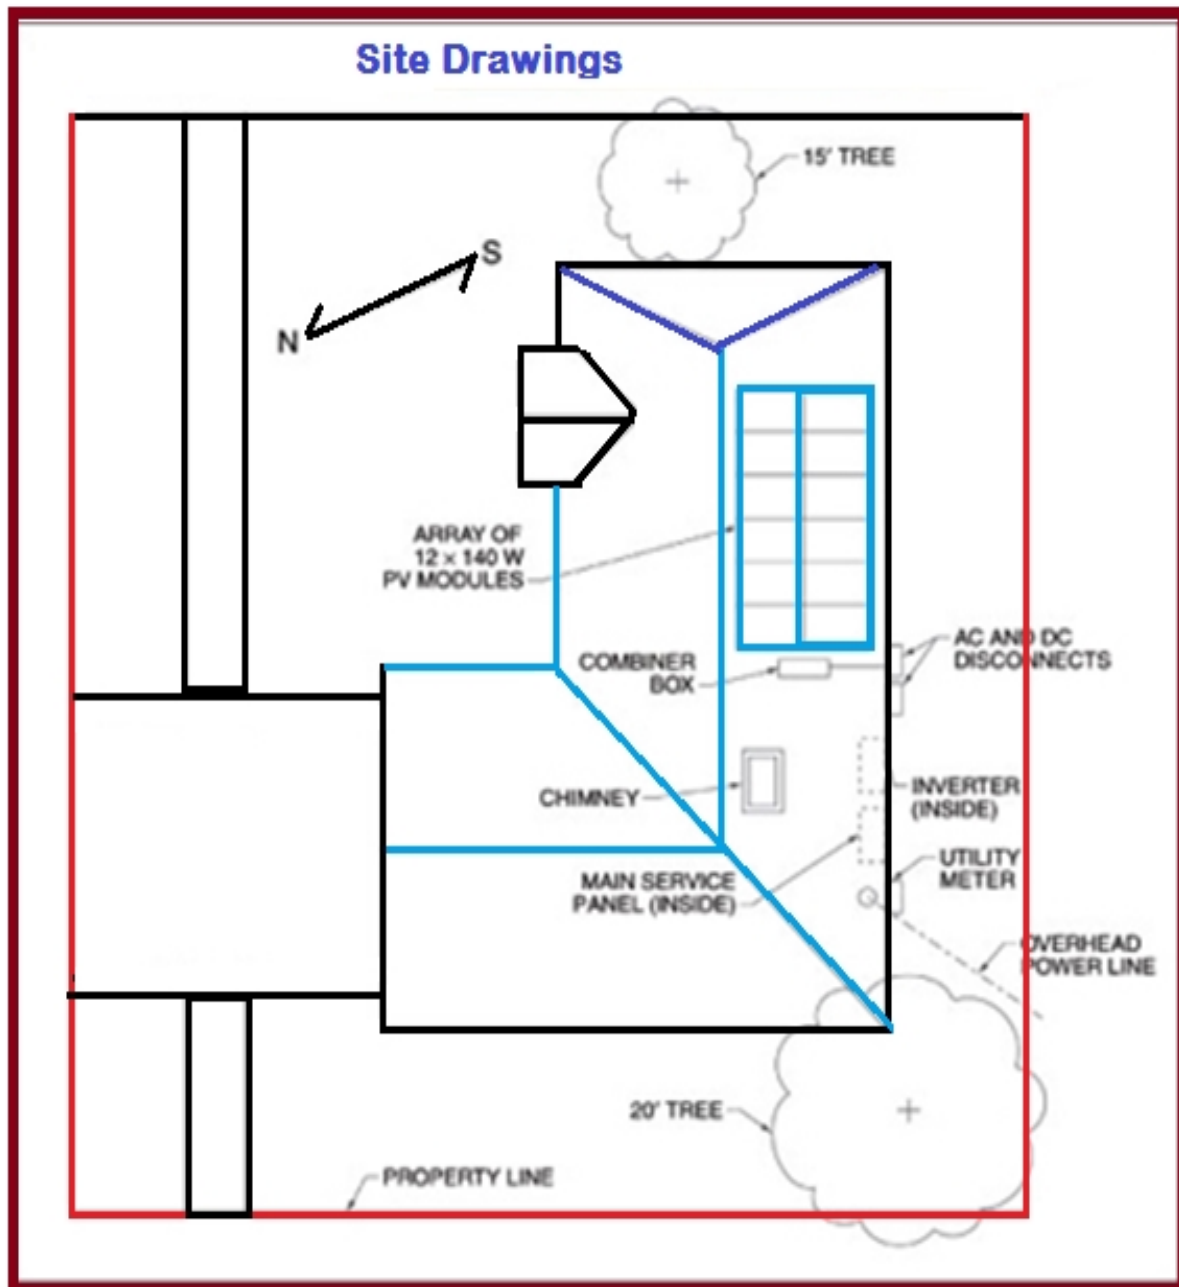 Site Drawings
15' TREE
S
N
ARRAY OF
12 × 140 W
PV MODULES
AC AND DC
DISCONNECTS
COMBINER
BOX
CHIMNEY
INVERTER
(INSIDE)
MAIN SERVICE
PANEL (INSIDE)
UTILITY
METER
OVERHEAD
POWER LINE
20' TREE
PROPERTY LINE